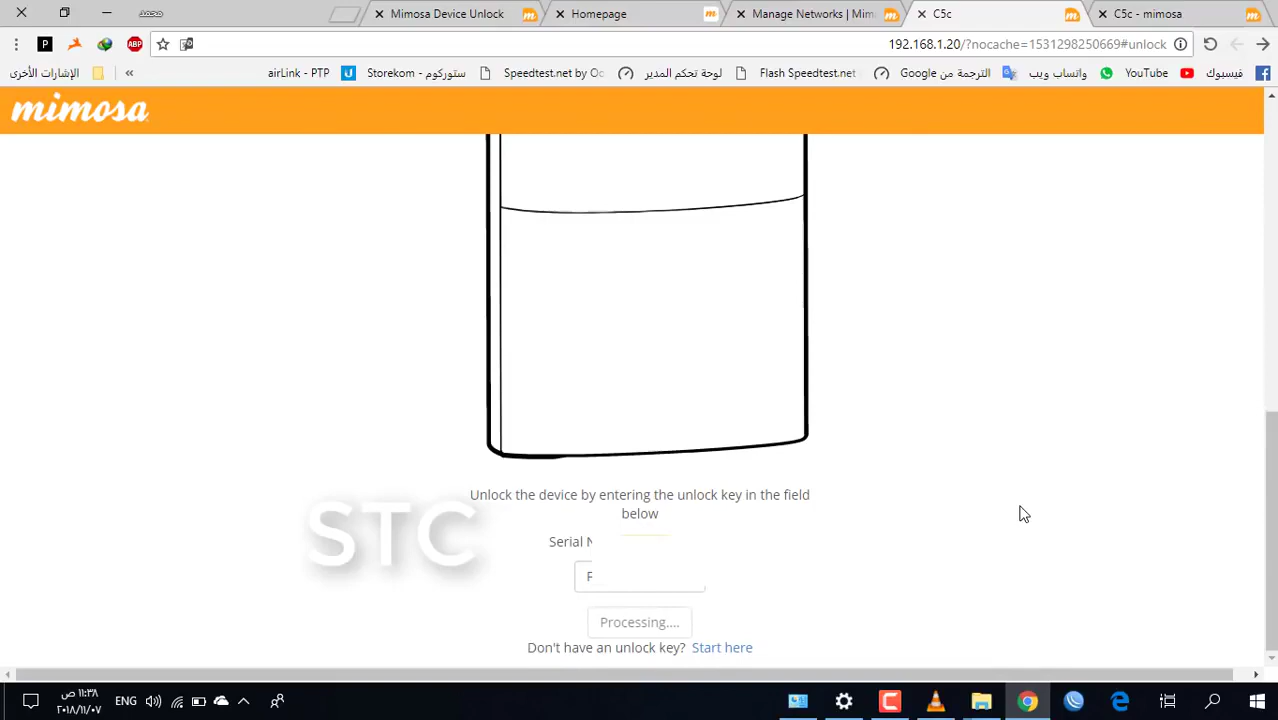 محمد
Mimosa Device Unlock
Homepage
Manage Networks | Mim
C5c
C5c - mimosa
P
ABP
192.168.1.20/?nocache=1531298250669#unlock
الإشارات الأخرى
»
airLink - PTP
ستوركوم - Storekom
Speedtest.net by Oo
لوحة تحكم المدير
Flash Speedtest.net
الترجمة من Google
واتساب ويب
YouTube
فيسبوك
mimosa
Unlock the device by entering the unlock key in the field
below
STC
Serial N
F
Processing....
Don't have an unlock key? Start here
١١:٣٨ ص
٢٠١٨/١١/٠٧
ENG